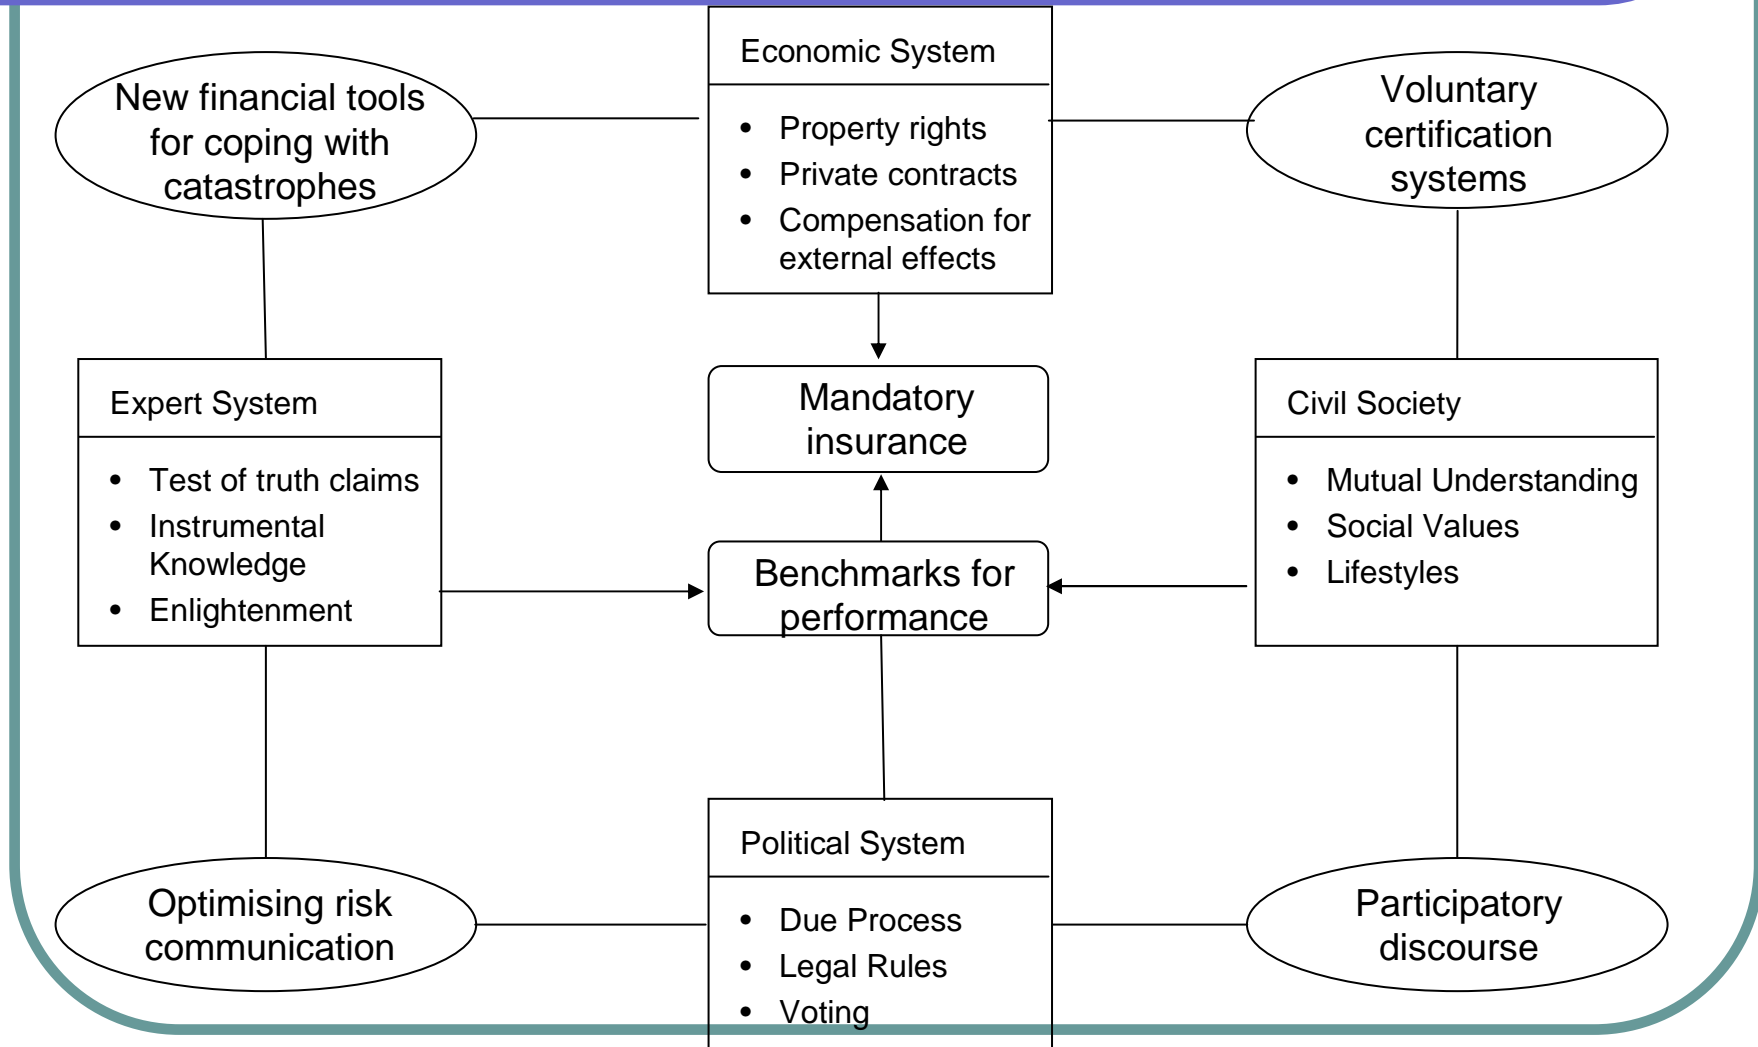 Economic System
• Property rights
• Private contracts
• Compensation for
external effects
New financial tools
for coping with
catastrophes
Voluntary
certification
systems
Expert System
• Test of truth claims
• Instrumental
Knowledge
• Enlightenment
Mandatory
insurance
Benchmarks for
performance
Civil Society
• Mutual Understanding
• Social Values
• Lifestyles
Optimising risk
communication
Political System
• Due Process
• Legal Rules
• Voting
Participatory
discourse